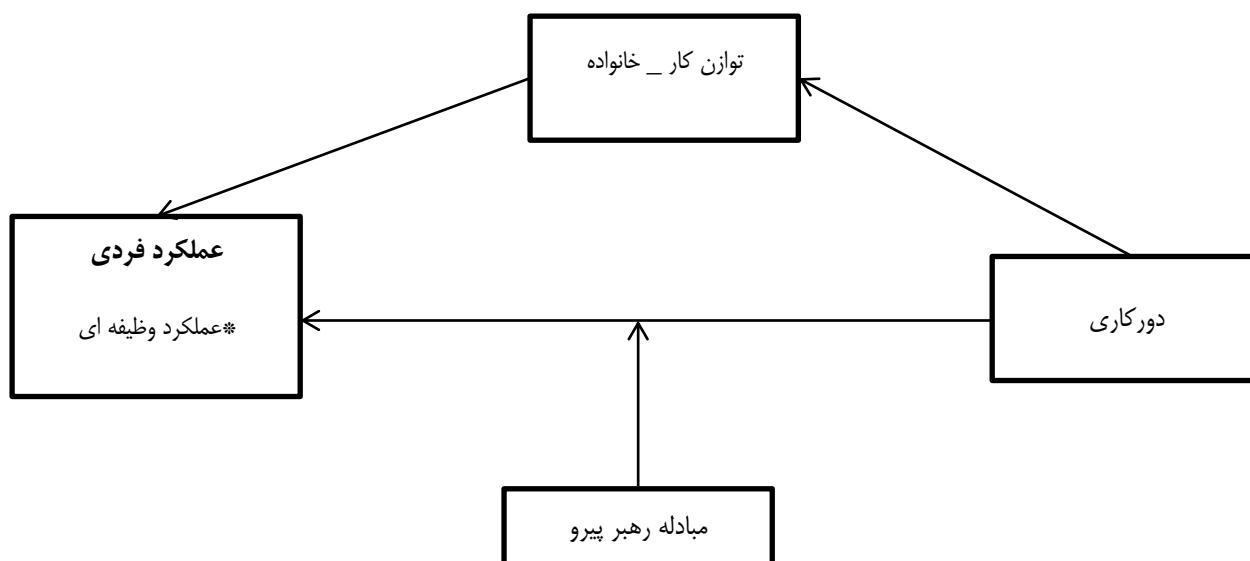 توازن کار _ خانواده
عملکرد فردی
*عملکرد وظیفه ای
دورکاری
مبادله رهبر پیرو